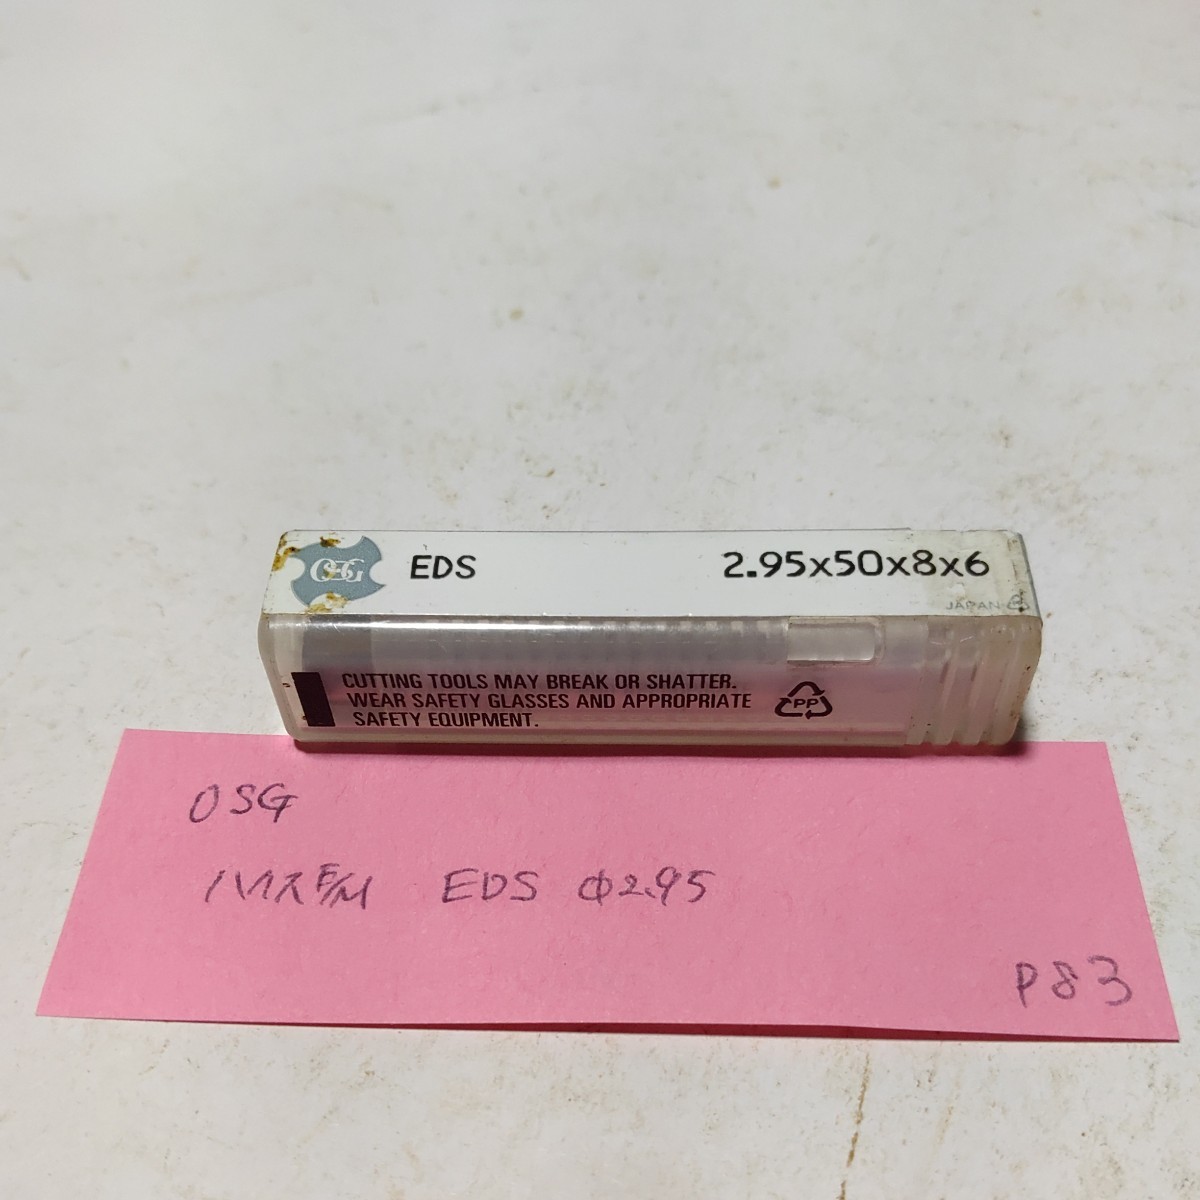 OSG EDS 2.95x50x8x6
JAPAN
CUTTING TOOLS MAY BREAK OR SHATTER.
WEAR SAFETY GLASSES AND APPROPRIATE
SAFETY EQUIPMENT.
PP
OSG
ハイス E/M EDS φ2.95
P83